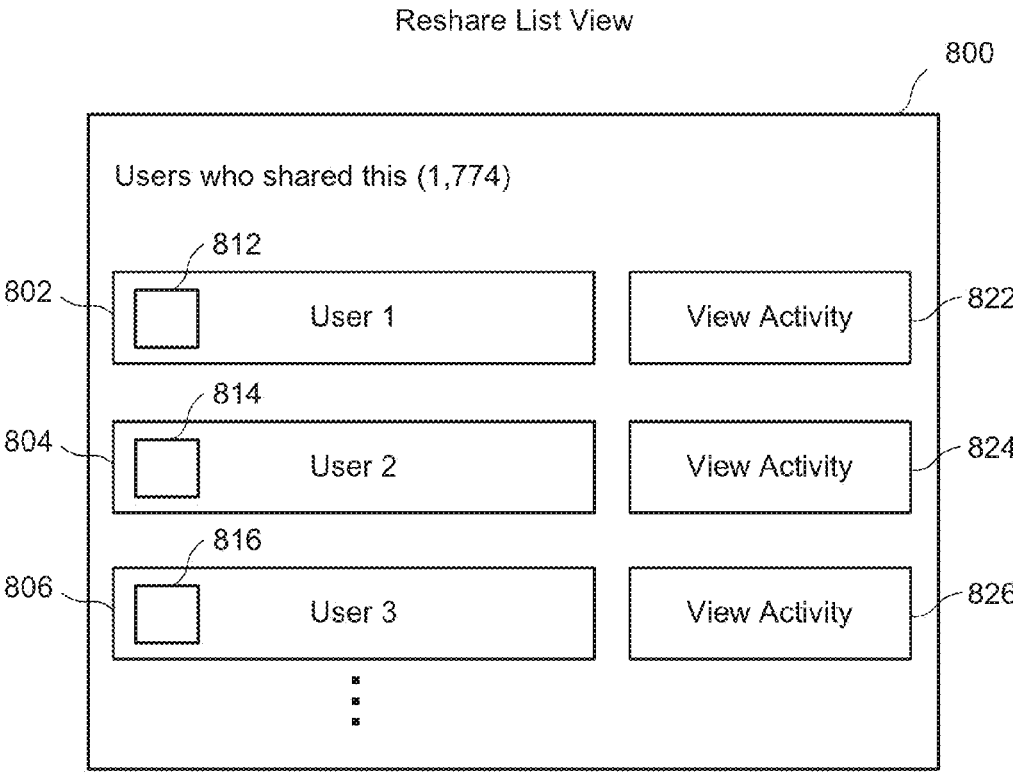 Reshare List View
800
Users who shared this (1,774)
812
802 User 1 View Activity 822
814
804 User 2 View Activity 824
816
806 User 3 View Activity 826